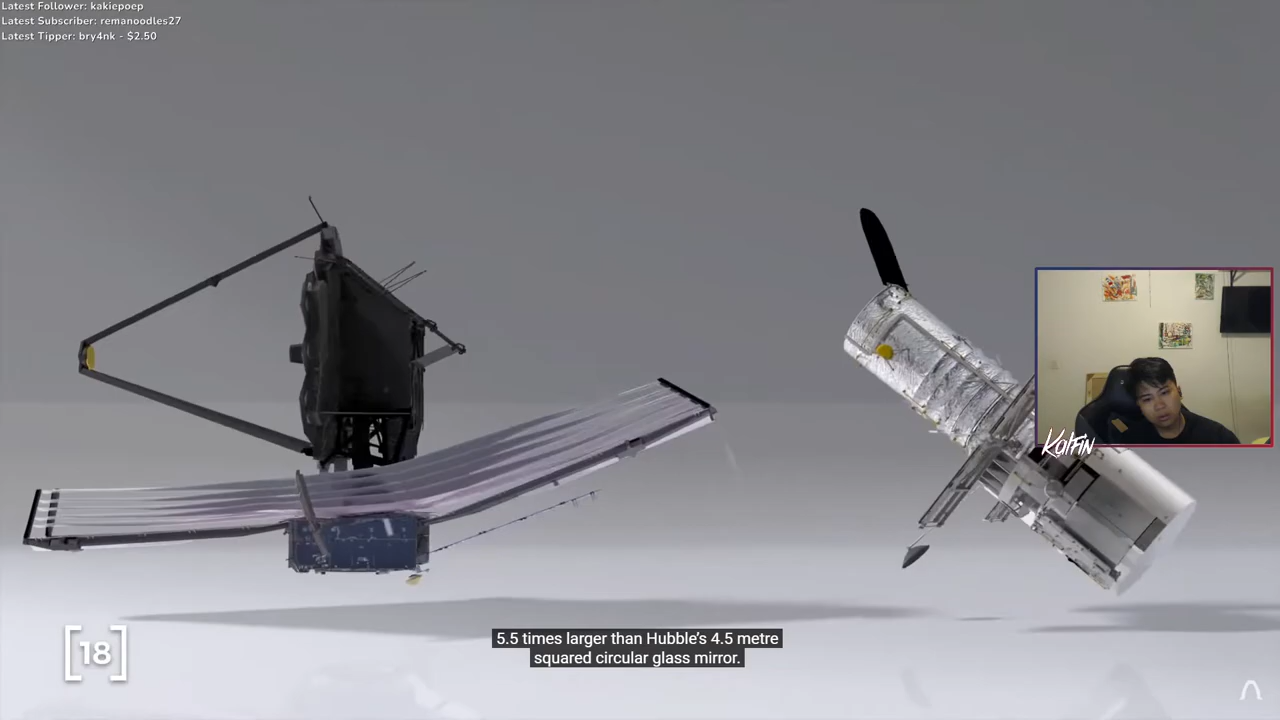 Latest Follower: kakiepoep
Latest Subscriber: remanoodles27
Latest Tipper: bry4nk - $2.50
Kalfin
[18]
5.5 times larger than Hubble's 4.5 metre
squared circular glass mirror.